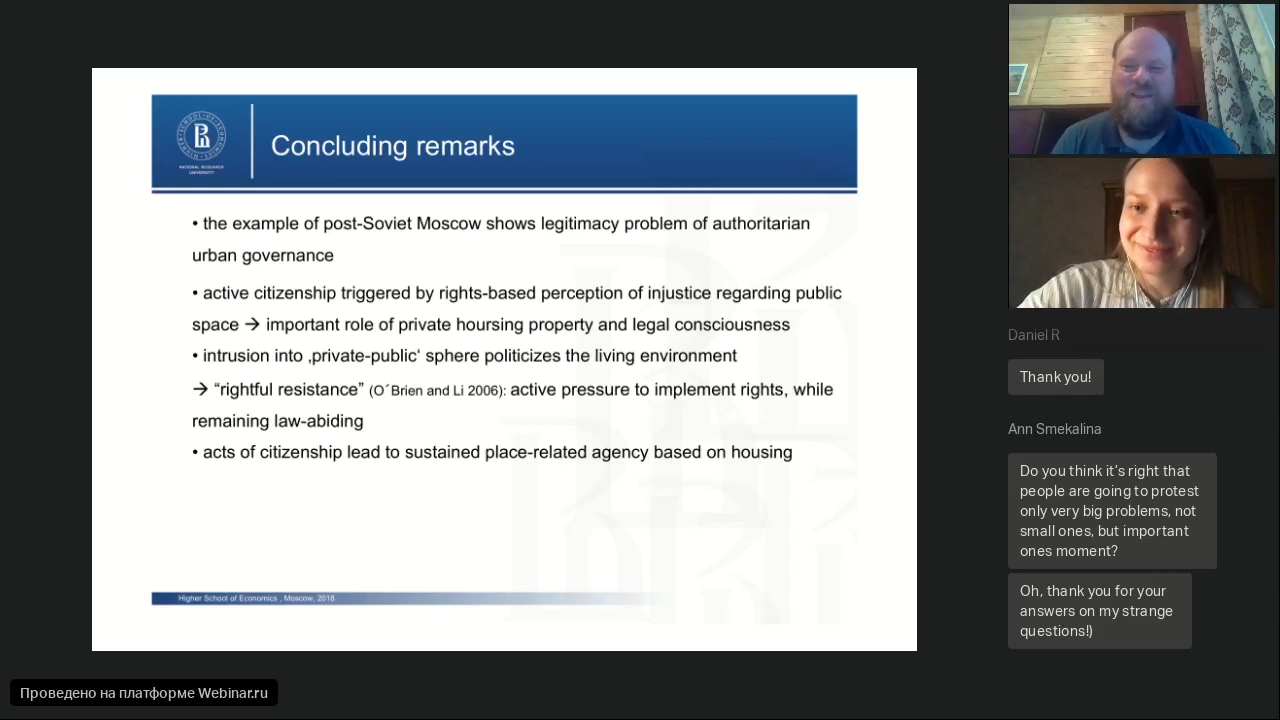 Concluding remarks
NATIONAL RESEARCH
UNIVERSITY
• the example of post-Soviet Moscow shows legitimacy problem of authoritarian
urban governance
• active citizenship triggered by rights-based perception of injustice regarding public
space → important role of private hoursing property and legal consciousness
• intrusion into ‚private-public‘ sphere politicizes the living environment
→ “rightful resistance” (O´Brien and Li 2006): active pressure to implement rights, while
remaining law-abiding
• acts of citizenship lead to sustained place-related agency based on housing
Higher School of Economics , Moscow, 2018
Daniel R
Thank you!
Ann Smekalina
Do you think it’s right that
people are going to protest
only very big problems, not
small ones, but important
ones moment?
Oh, thank you for your
answers on my strange
questions!)
Проведено на платформе Webinar.ru